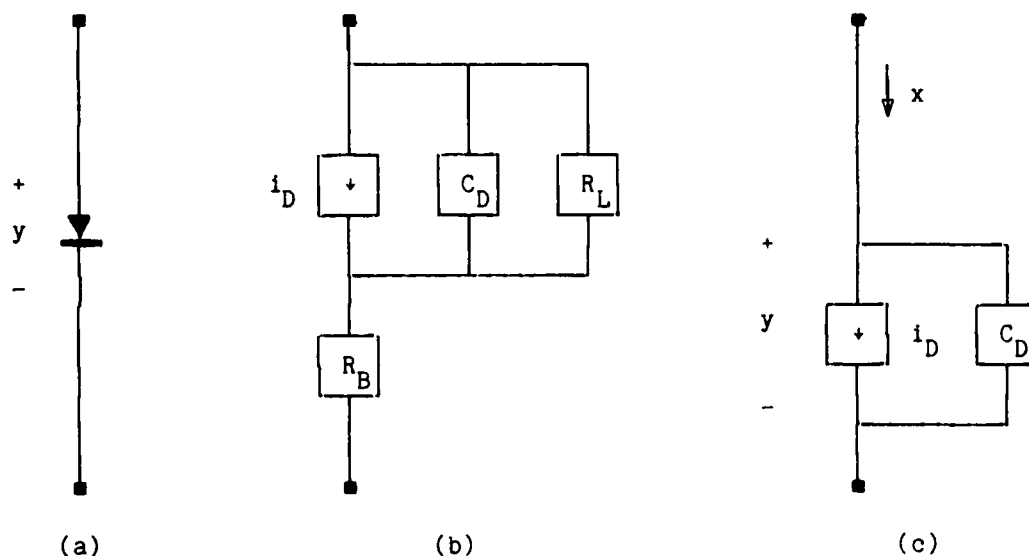 +
y
-
(a)
i_D
↓
C_D
R_L
R_B
(b)
x
+
y
-
↓
i_D
C_D
(c)